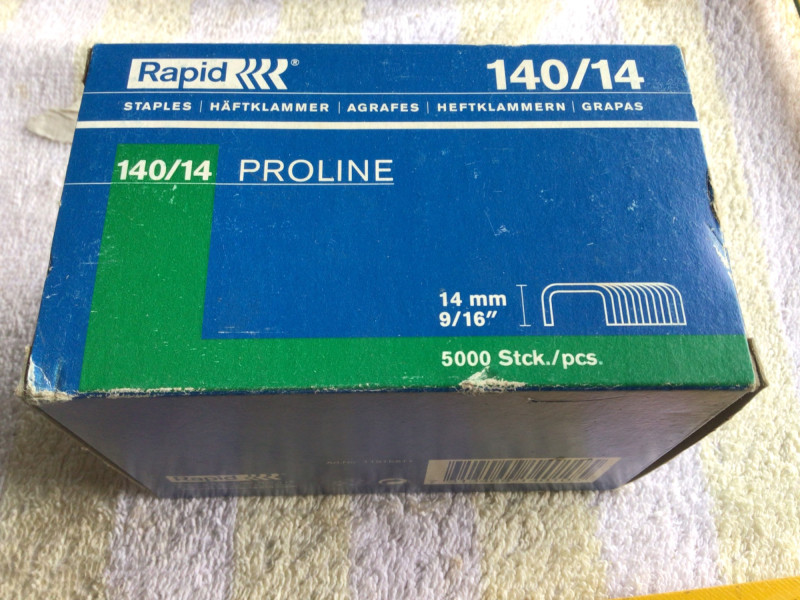 Rapid ® 140/14
STAPLES | HÄFTKLAMMER | AGRAFES | HEFTKLAMMERN | GRAPAS
140/14 PROLINE
14 mm
9/16"
5000 Stck./pcs.
Rapid